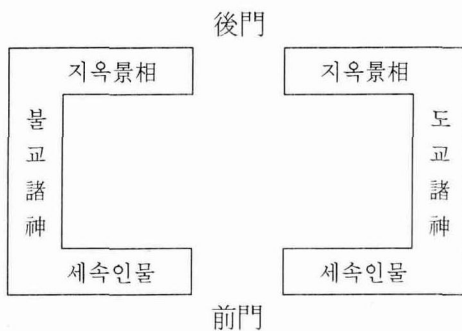 後門
지옥景相 지옥景相
불교諸神 도교諸神
세속인물 세속인물
前門